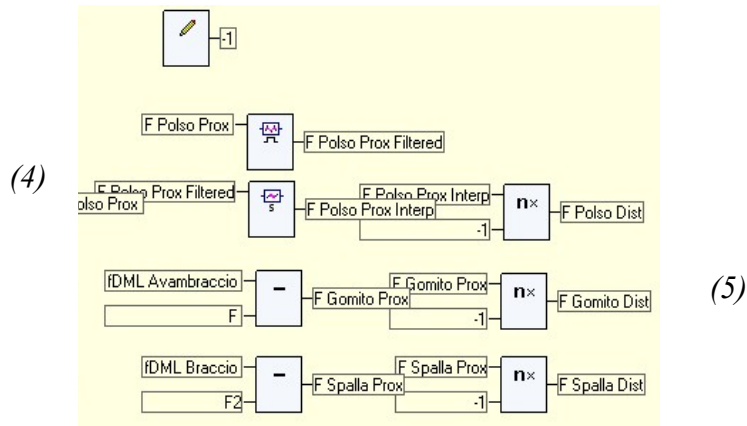 -1
F Polso Prox
F Polso Prox Filtered
(4)
F Polso Prox Filtered
olso Prox
s
F Polso Prox Interp
F Polso Prox Interp
-1
n×
F Polso Dist
fDML Avambraccio
F
-
F Gomito Prox
F Gomito Prox
-1
n×
F Gomito Dist
(5)
fDML Braccio
F2
-
F Spalla Prox
F Spalla Prox
-1
n×
F Spalla Dist